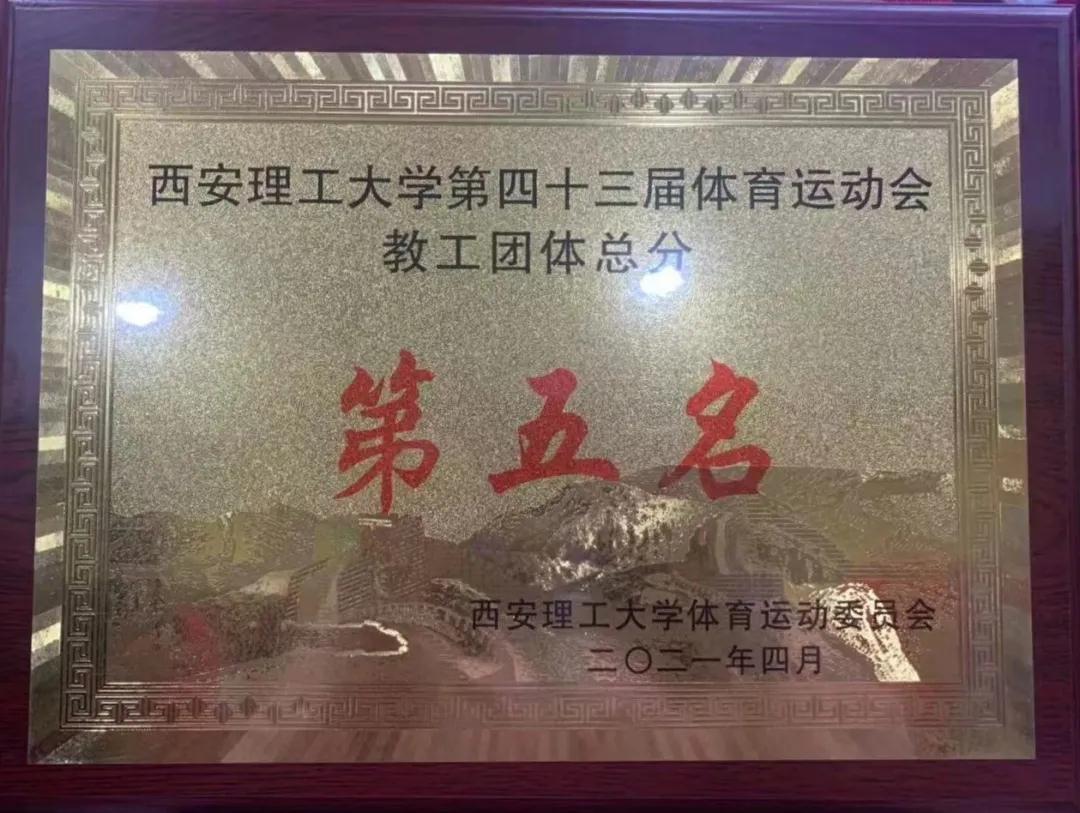 西安理工大学第四十三届体育运动会
教工团体总分
第五名
西安理工大学体育运动委员会
二〇二一年四月